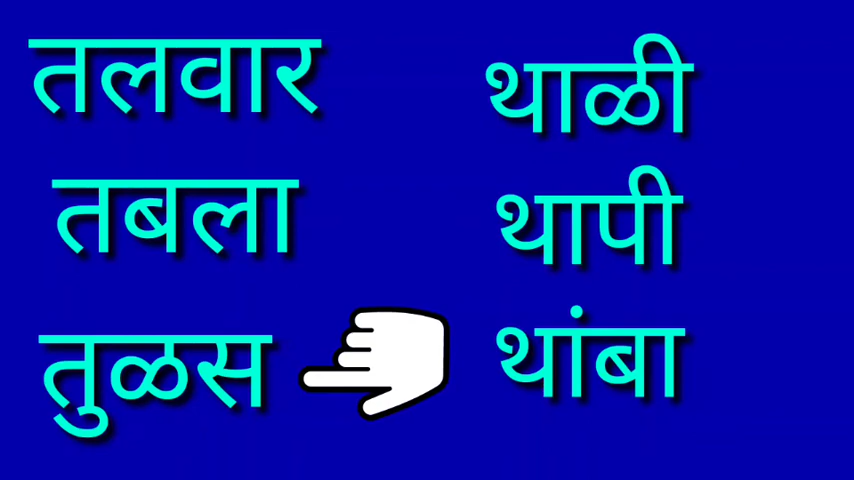 तलवार
तबला
तुळस
थाळी
थापी
थांबा